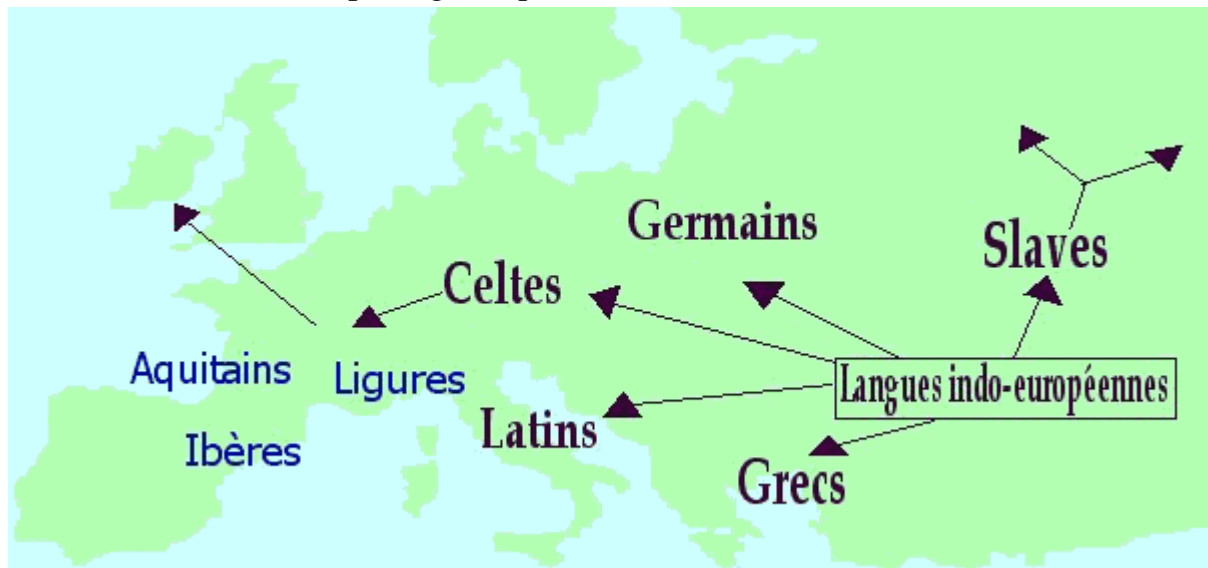 Germains
Slaves
Celtes
Aquitains
Ligures
Langues indo-européennes
Latins
Ibères
Grecs